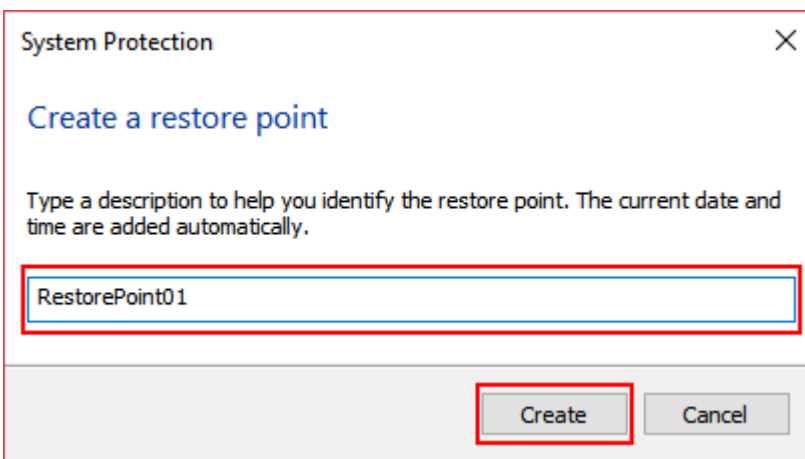 System Protection
Create a restore point
Type a description to help you identify the restore point. The current date and
time are added automatically.
RestorePoint01
Create Cancel